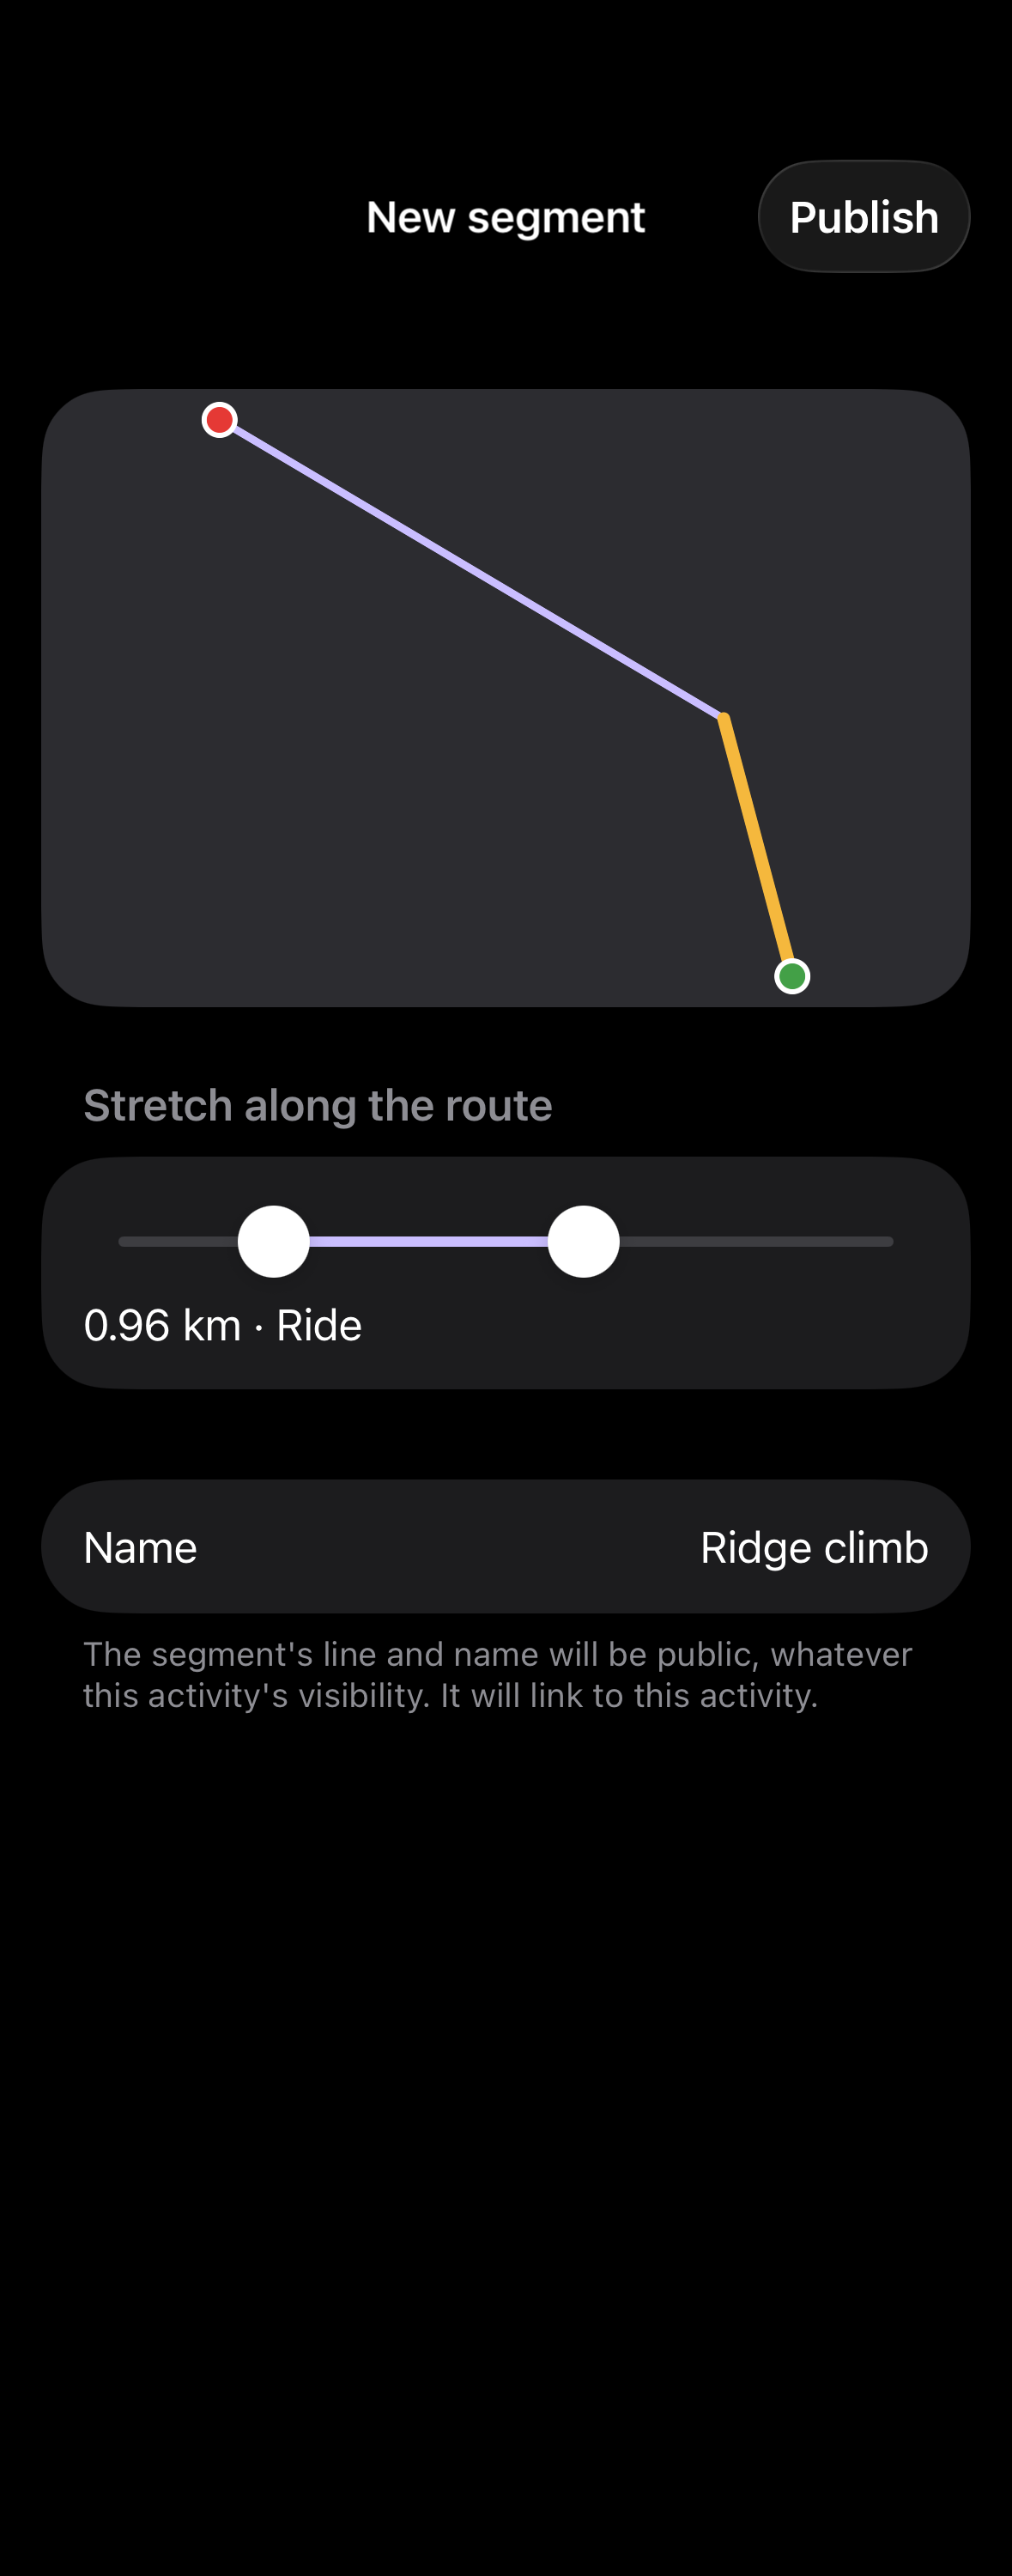 New segment
Publish
Stretch along the route
0.96 km · Ride
Name
Ridge climb
The segment's line and name will be public, whatever
this activity's visibility. It will link to this activity.